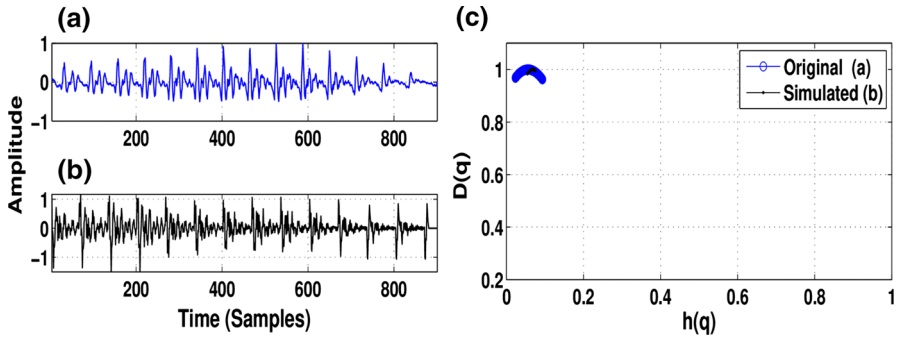 (a)
1
0
−1
200 400 600 800
Amplitude
(b)
1
0
−1
200 400 600 800
Time (Samples)
(c)
1
0.8
0.6
0.4
0.2
D(q)
0 0.2 0.4 0.6 0.8 1
h(q)
Original (a)
Simulated (b)